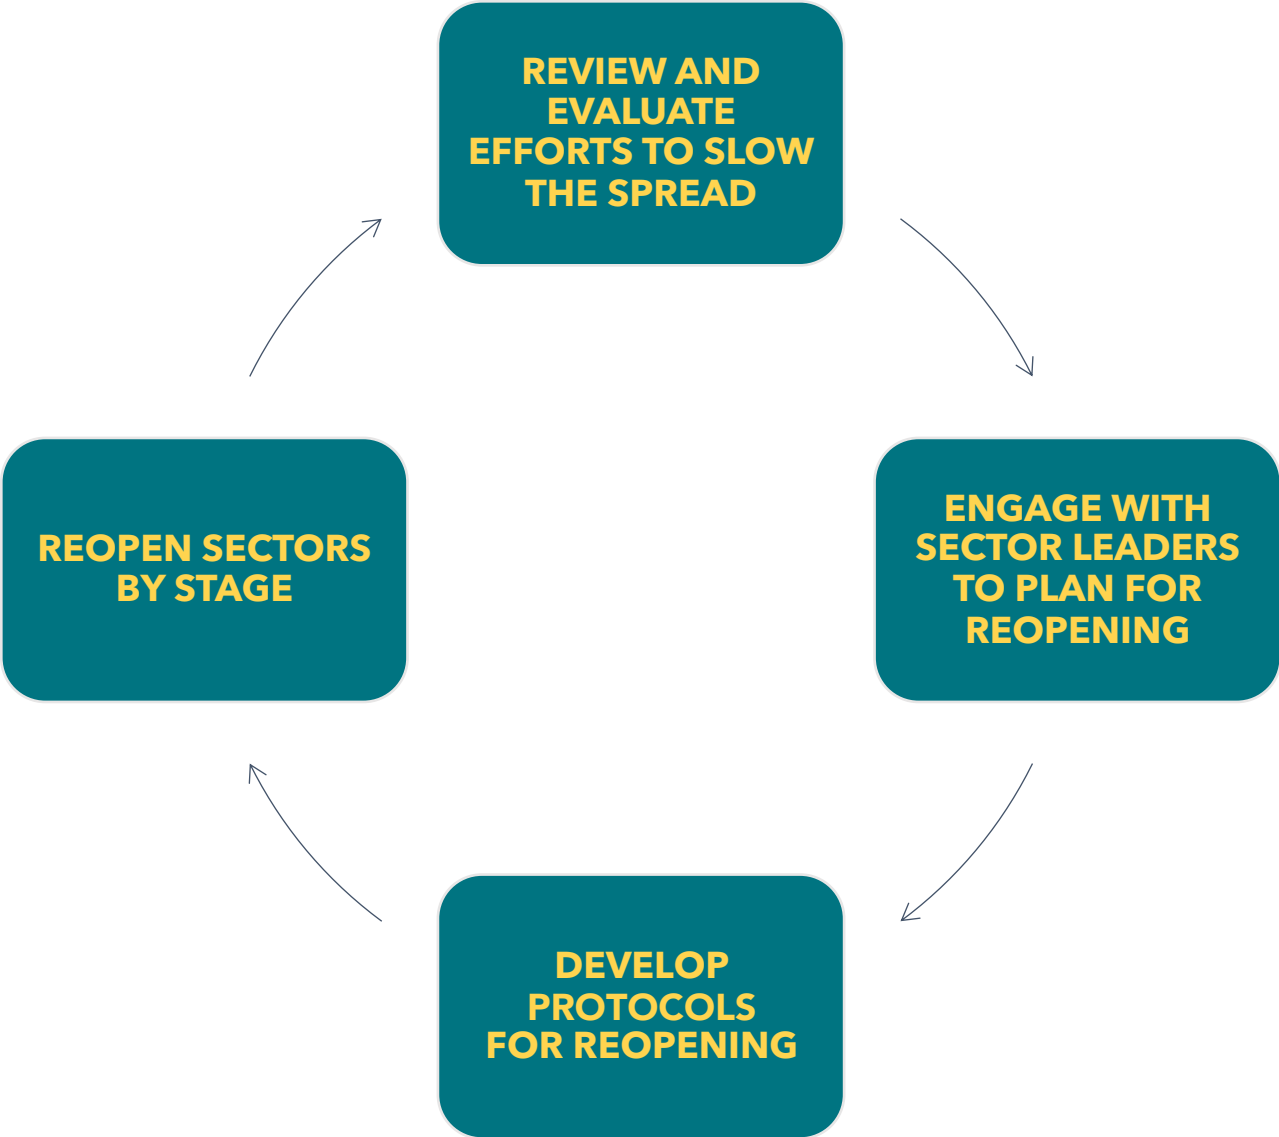 REVIEW AND
EVALUATE
EFFORTS TO SLOW
THE SPREAD
ENGAGE WITH
SECTOR LEADERS
TO PLAN FOR
REOPENING
DEVELOP
PROTOCOLS
FOR REOPENING
REOPEN SECTORS
BY STAGE